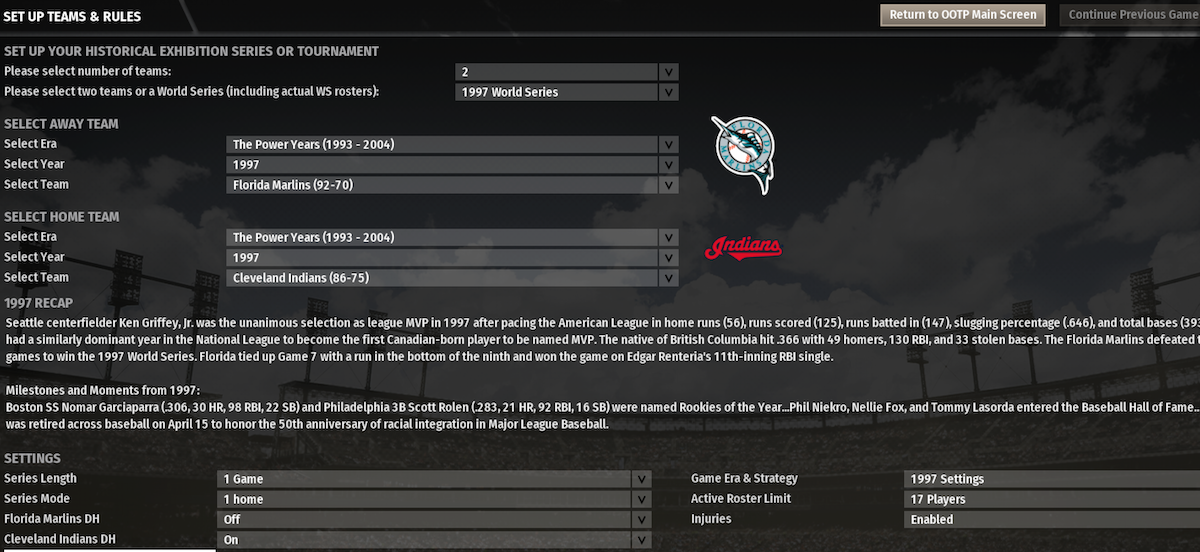 SET UP TEAMS & RULES
Return to OOTP Main Screen
Continue Previous Game
SET UP YOUR HISTORICAL EXHIBITION SERIES OR TOURNAMENT
Please select number of teams: 2
Please select two teams or a World Series (including actual WS rosters): 1997 World Series
SELECT AWAY TEAM
Select Era The Power Years (1993 - 2004)
Select Year 1997
Select Team Florida Marlins (92-70)
FLORIDA MARLINS
SELECT HOME TEAM
Select Era The Power Years (1993 - 2004)
Select Year 1997
Select Team Cleveland Indians (86-75)
Indians
1997 RECAP
Seattle centerfielder Ken Griffey, Jr. was the unanimous selection as league MVP in 1997 after pacing the American League in home runs (56), runs scored (125), runs batted in (147), slugging percentage (.646), and total bases (393
had a similarly dominant year in the National League to become the first Canadian-born player to be named MVP. The native of British Columbia hit .366 with 49 homers, 130 RBI, and 33 stolen bases. The Florida Marlins defeated
games to win the 1997 World Series. Florida tied up Game 7 with a run in the bottom of the ninth and won the game on Edgar Renteria's 11th-inning RBI single.
Milestones and Moments from 1997:
Boston SS Nomar Garciaparra (.306, 30 HR, 98 RBI, 22 SB) and Philadelphia 3B Scott Rolen (.283, 21 HR, 92 RBI, 16 SB) were named Rookies of the Year...Phil Niekro, Nellie Fox, and Tommy Lasorda entered the Baseball Hall of Fame...
was retired across baseball on April 15 to honor the 50th anniversary of racial integration in Major League Baseball.
SETTINGS
Series Length 1 Game Game Era & Strategy 1997 Settings
Series Mode 1 home Active Roster Limit 17 Players
Florida Marlins DH Off Injuries Enabled
Cleveland Indians DH On